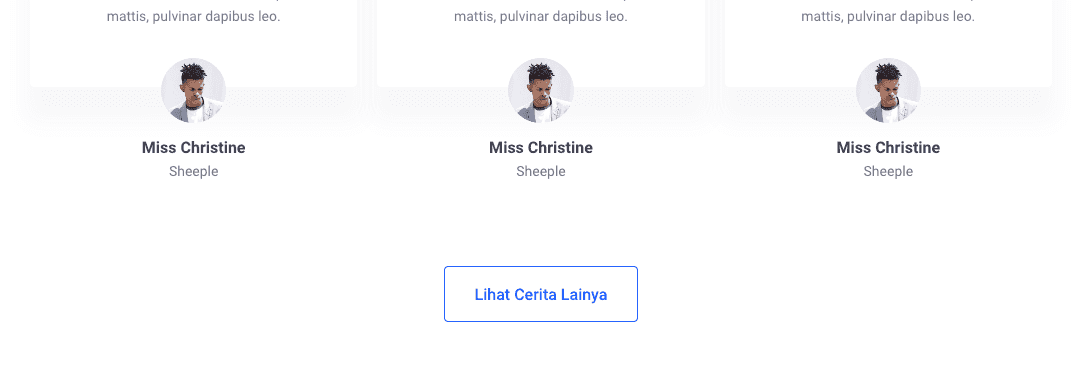 mattis, pulvinar dapibus leo.
mattis, pulvinar dapibus leo.
mattis, pulvinar dapibus leo.
Miss Christine
Sheeple
Miss Christine
Sheeple
Miss Christine
Sheeple
Lihat Cerita Lainya